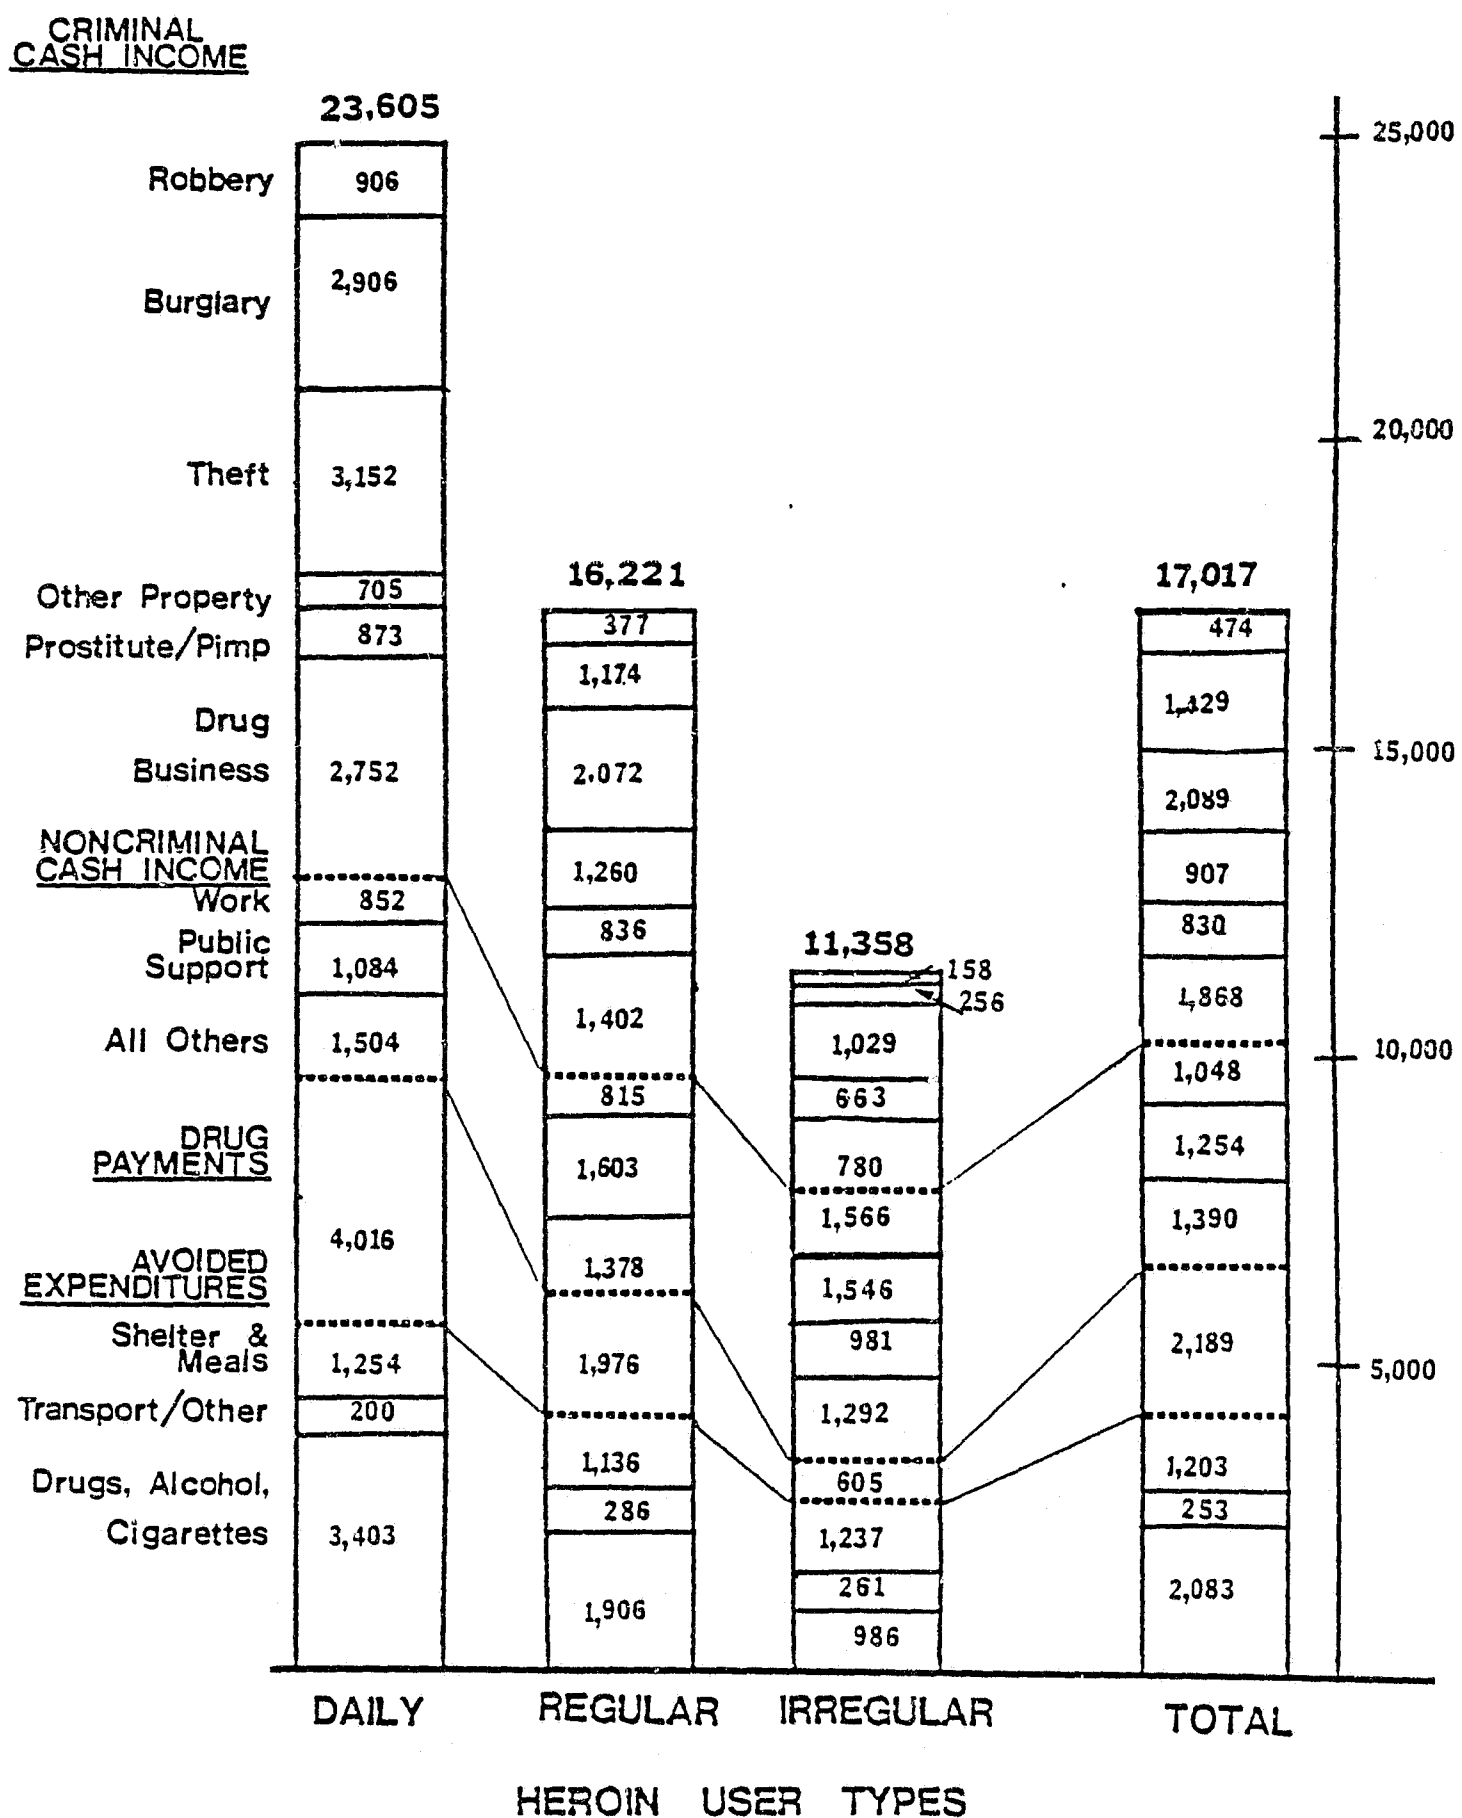 CRIMINAL
CASH INCOME
23,605
25,000
Robbery 906
Burglary 2,906
20,000
Theft 3,152
16,221 17,017
Other Property 705
377 474
Prostitute/Pimp 873
1,174
Drug
Business 2,752
2.072
2,089
15,000
NONCRIMINAL
CASH INCOME
1,260 907
Work 852
836 830
Public
Support 1,084
11,358
158
256
1,402 1,868
All Others 1,504
1,029
10,000
815 663 1,048
DRUG
PAYMENTS
1,603 780 1,254
4,016
1,566 1,390
AVOIDED
EXPENDITURES
1,378 1,546
Shelter &
Meals 1,254
1,976 981 2,189
5,000
Transport/Other 200
1,292
1,136 605 1,203
Drugs, Alcohol,
Cigarettes 3,403
286 1,237 253
1,906 261 2,083
986
DAILY REGULAR IRREGULAR TOTAL
HEROIN USER TYPES